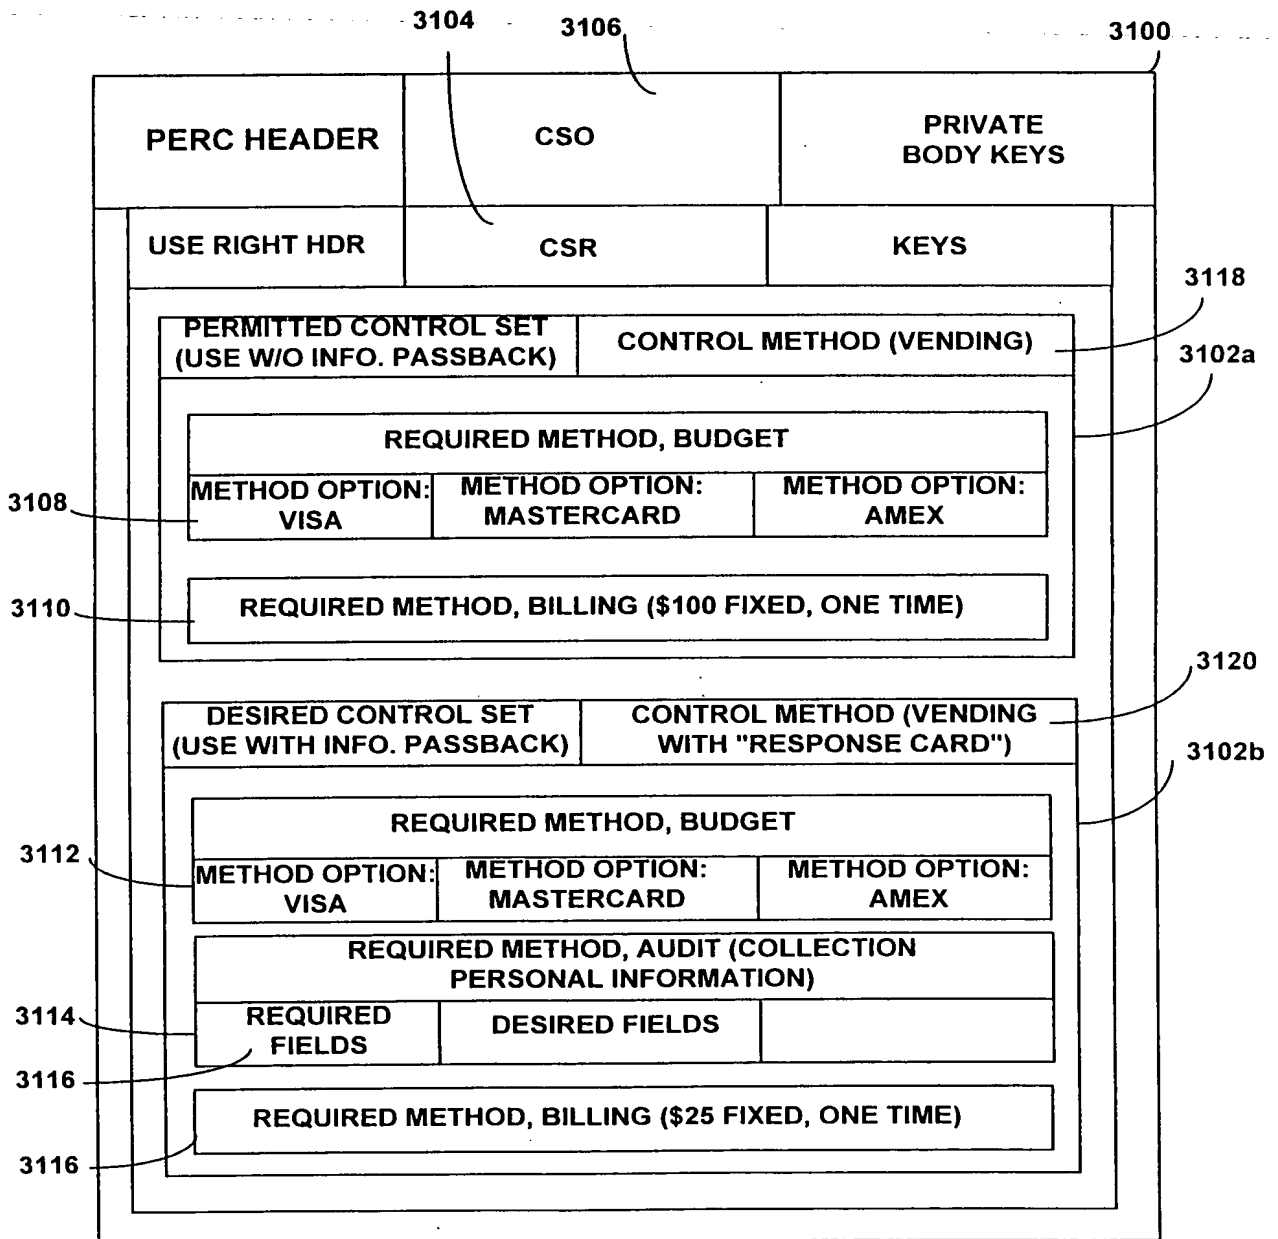 3104
3106
3100
PERC HEADER
CSO
PRIVATE
BODY KEYS
USE RIGHT HDR
CSR
KEYS
3118
PERMITTED CONTROL SET
(USE W/O INFO. PASSBACK)
CONTROL METHOD (VENDING)
3102a
REQUIRED METHOD, BUDGET
METHOD OPTION:
VISA
METHOD OPTION:
MASTERCARD
METHOD OPTION:
AMEX
3108
3110
REQUIRED METHOD, BILLING ($100 FIXED, ONE TIME)
3120
DESIRED CONTROL SET
(USE WITH INFO. PASSBACK)
CONTROL METHOD (VENDING
WITH "RESPONSE CARD")
3102b
REQUIRED METHOD, BUDGET
3112
METHOD OPTION:
VISA
METHOD OPTION:
MASTERCARD
METHOD OPTION:
AMEX
REQUIRED METHOD, AUDIT (COLLECTION
PERSONAL INFORMATION)
3114
REQUIRED
FIELDS
DESIRED FIELDS
3116
REQUIRED METHOD, BILLING ($25 FIXED, ONE TIME)
3116